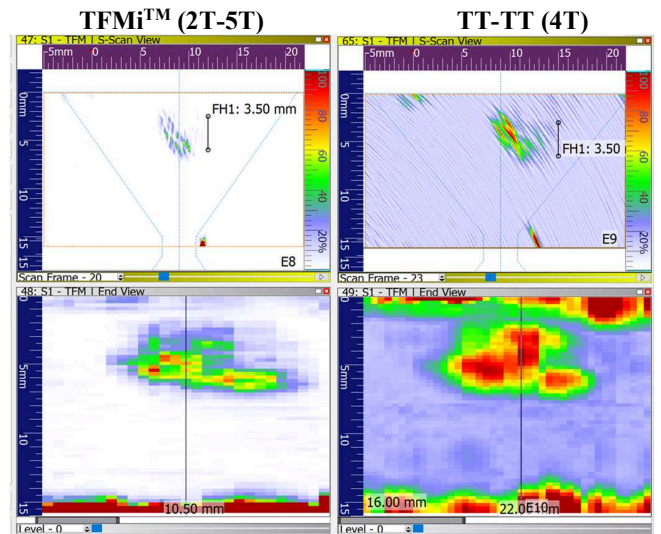 TFMi™ (2T-5T)
TT-TT (4T)
47: S1 - TFM | S-Scan View
-5mm 0 5 10 15 20
0mm 5 10 15
FH1: 3.50 mm
E8
100 80 60 40 20%
Scan Frame - 20
65: S1 - TFM | S-Scan View
-5mm 0 5 10 15 20
0mm 5 10 15
FH1: 3.50
E9
100 80 60 40 20%
Scan Frame - 23
48: S1 - TFM | End View
5mm 10 15
10.50 mm
Level - 0
49: S1 - TFM | End View
0 5mm 10 15
16.00 mm
E10
Level - 0